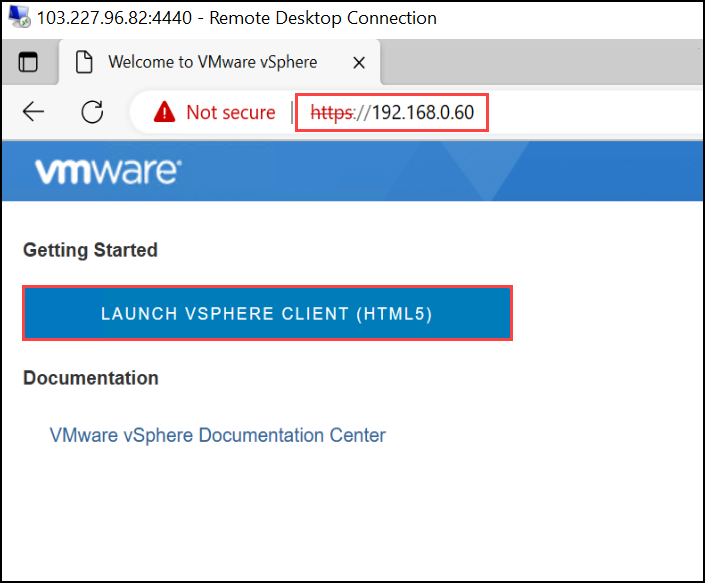 103.227.96.82:4440 - Remote Desktop Connection
Welcome to VMware vSphere
Not secure | https://192.168.0.60
vmware®
Getting Started
LAUNCH VSPHERE CLIENT (HTML5)
Documentation
VMware vSphere Documentation Center